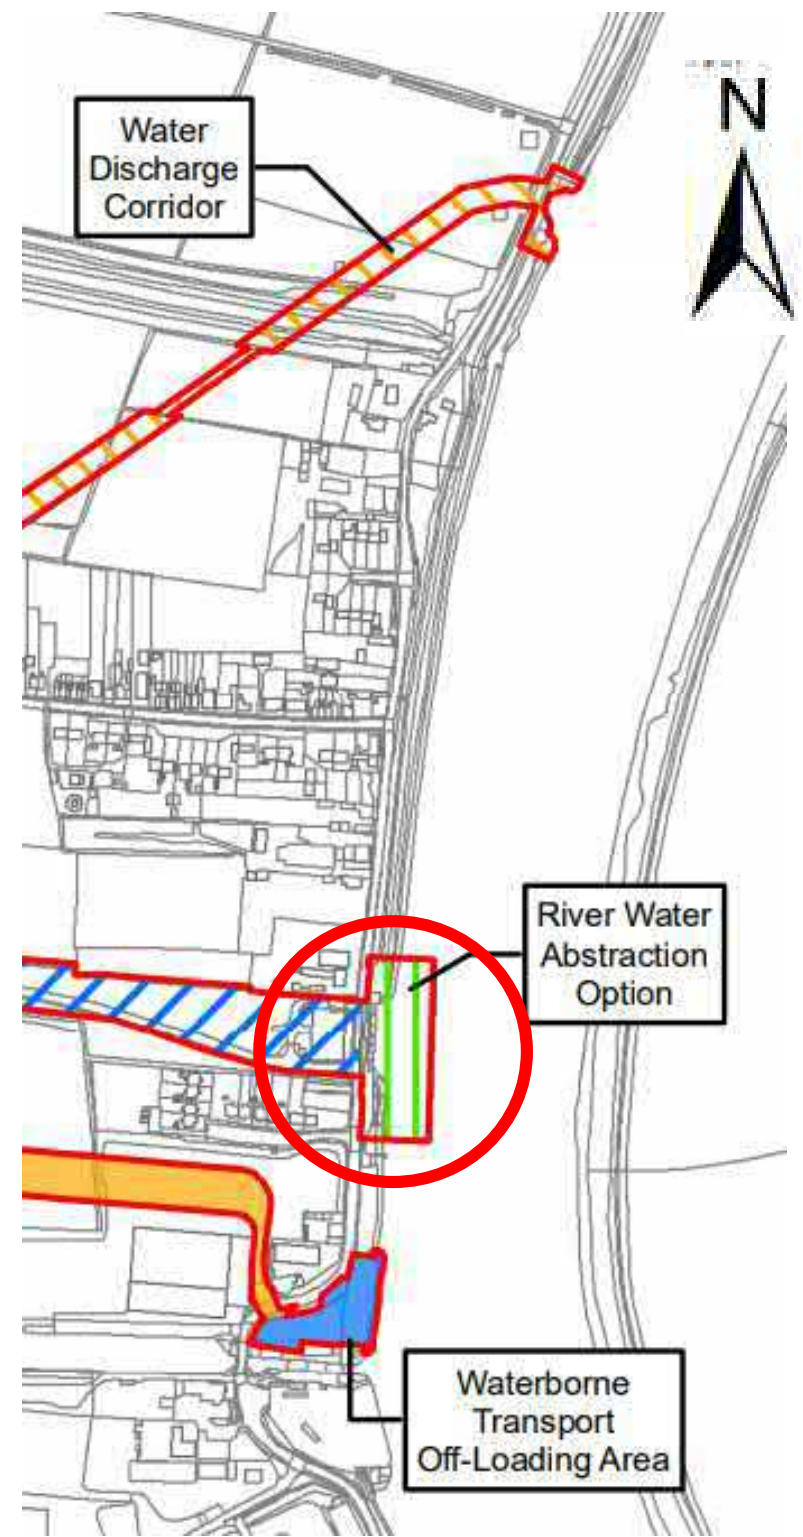 N
Water
Discharge
Corridor
River Water
Abstraction
Option
Waterborne
Transport
Off-Loading Area